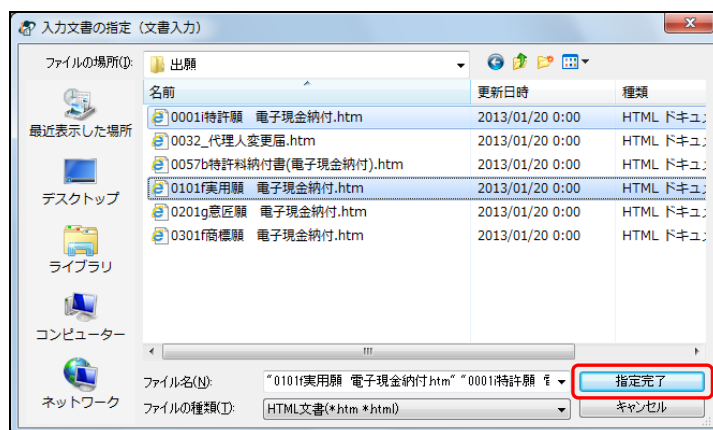 入力文書の指定（文書入力）
ファイルの場所(I):
出願
名前
更新日時
種類
0001i特許願　電子現金納付.htm
2013/01/20 0:00
HTML ドキュ
0032_代理人変更届.htm
2013/01/20 0:00
HTML ドキュ
0057b特許料納付書(電子現金納付).htm
2013/01/20 0:00
HTML ドキュ
0101f実用願　電子現金納付.htm
2013/01/20 0:00
HTML ドキュ
0201g意匠願　電子現金納付.htm
2013/01/20 0:00
HTML ドキュ
0301f商標願　電子現金納付.htm
2013/01/20 0:00
HTML ドキュ
最近表示した場所
デスクトップ
ライブラリ
コンピューター
ネットワーク
ファイル名(N):
"0101f実用願　電子現金納付.htm" "0001i特許願
指定完了
ファイルの種類(T):
HTML文書(*htm *html)
キャンセル